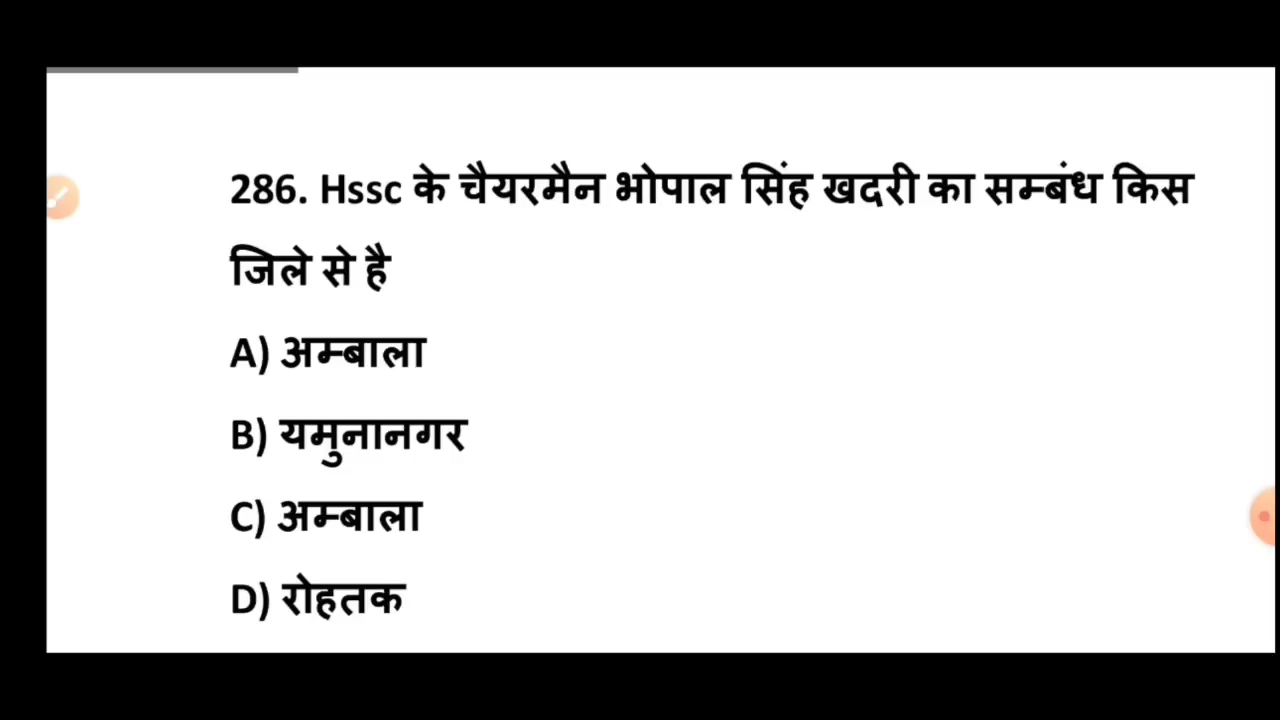 286. Hssc के चैयरमैन भोपाल सिंह खदरी का सम्बंध किस
जिले से है
A) अम्बाला
B) यमुनानगर
C) अम्बाला
D) रोहतक